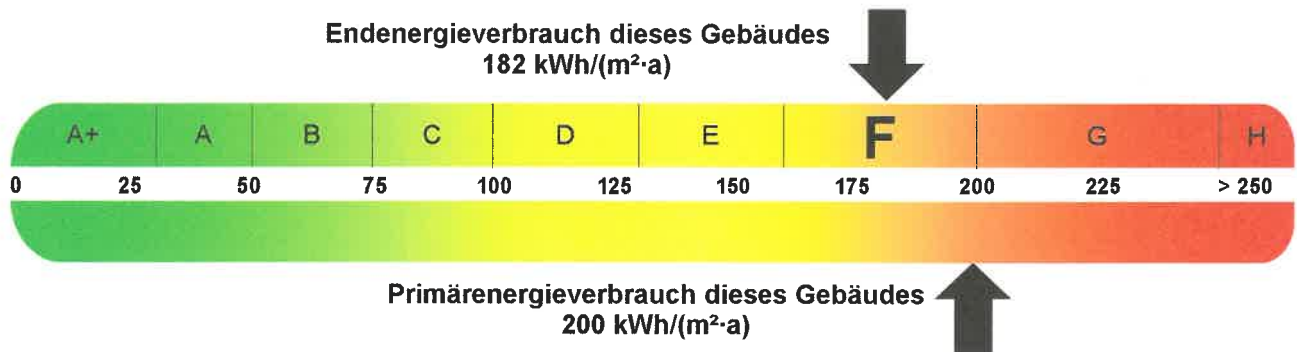 Endenergieverbrauch dieses Gebäudes
182 kWh/(m²·a)
A+ A B C D E F G H
0 25 50 75 100 125 150 175 200 225 > 250
Primärenergieverbrauch dieses Gebäudes
200 kWh/(m²·a)